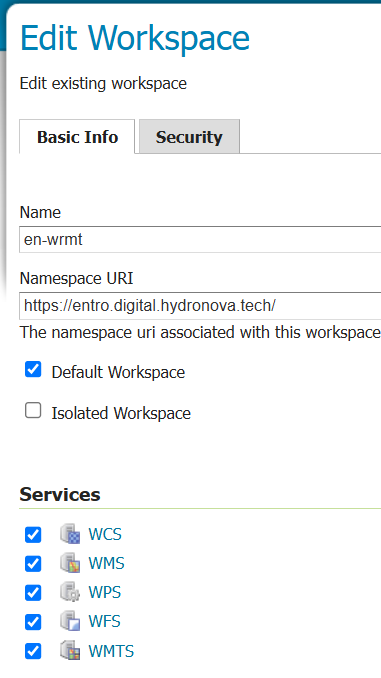 Edit Workspace
Edit existing workspace
Basic Info
Security
Name
en-wrmt
Namespace URI
https://entro.digital.hydronova.tech/
The namespace uri associated with this workspace
Default Workspace
Isolated Workspace
Services
WCS
WMS
WPS
WFS
WMTS